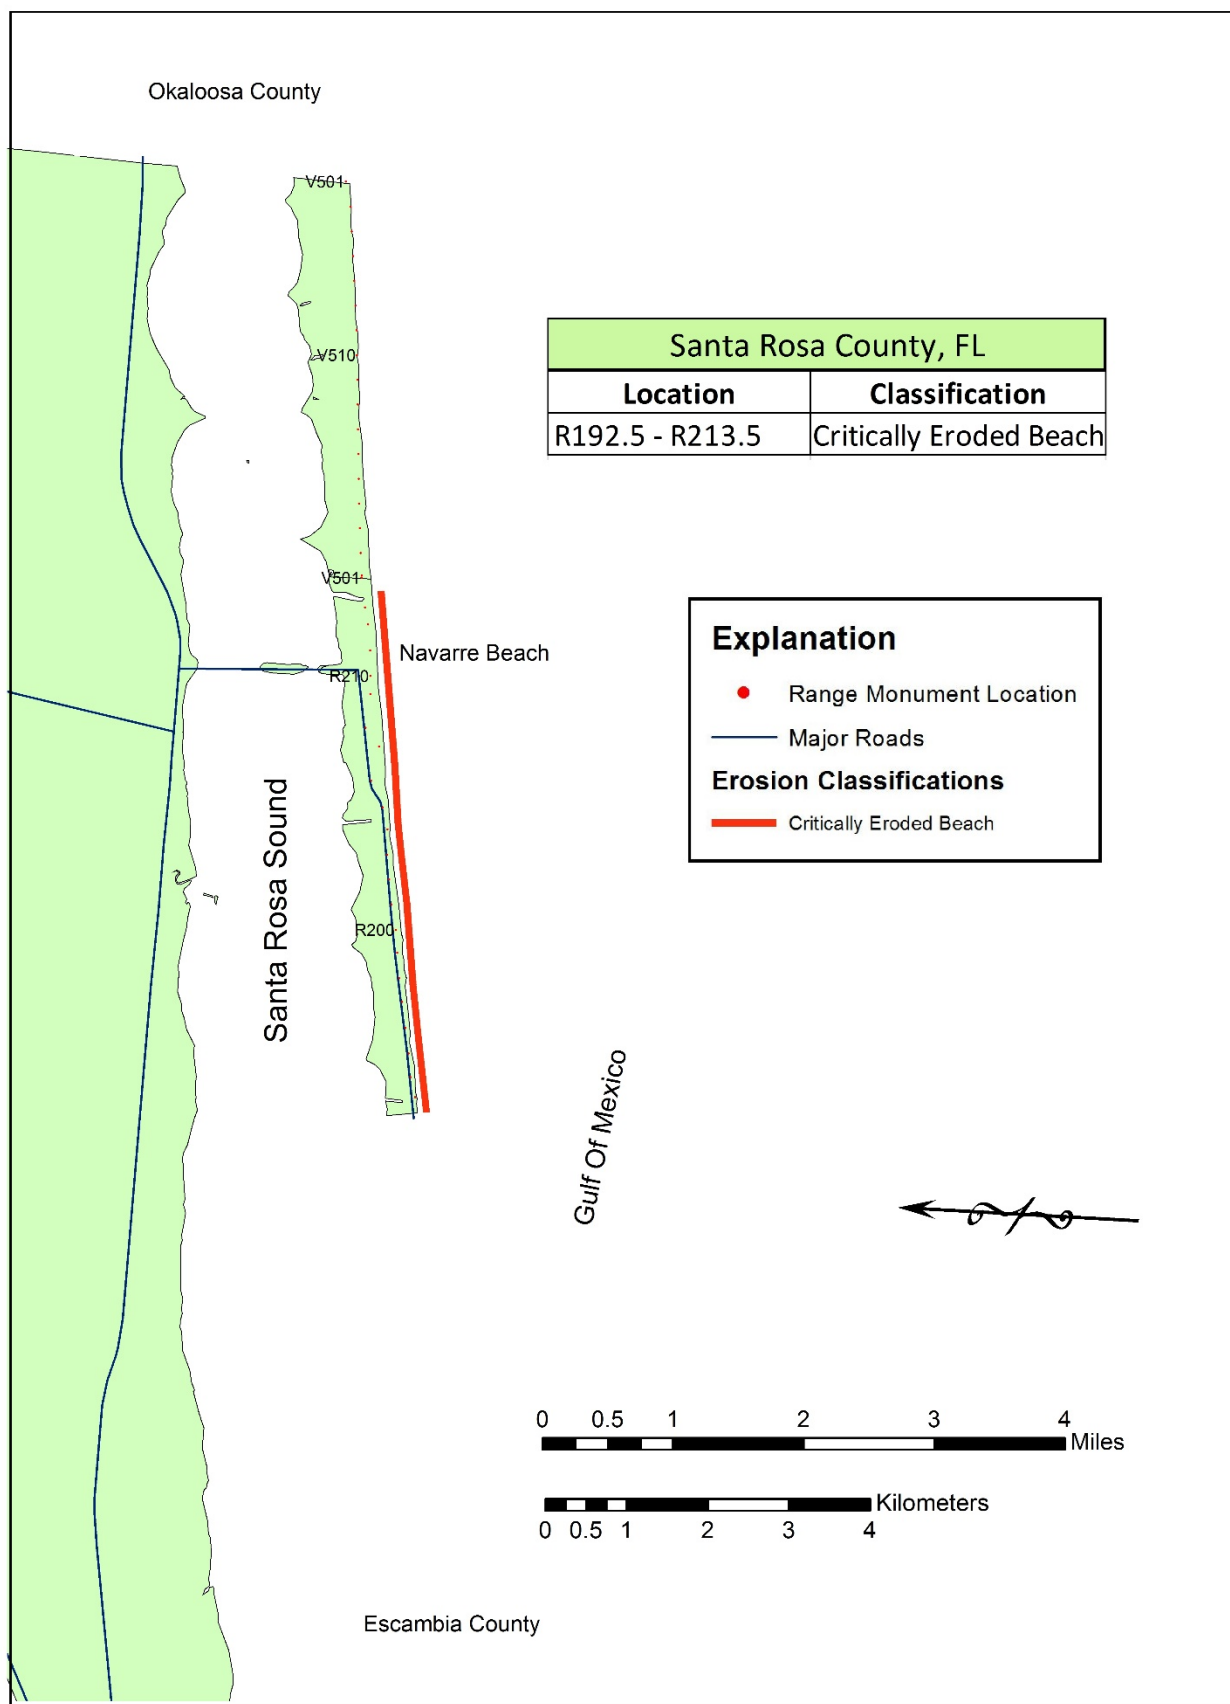 Okaloosa County
V501
V510
Santa Rosa County, FL
Location Classification
R192.5 - R213.5 Critically Eroded Beach
V501
Navarre Beach
R210
Explanation
Range Monument Location
Major Roads
Erosion Classifications
Critically Eroded Beach
Santa Rosa Sound
R200
Gulf Of Mexico
0 0.5 1 2 3 4
Miles
Kilometers
0 0.5 1 2 3 4
Escambia County